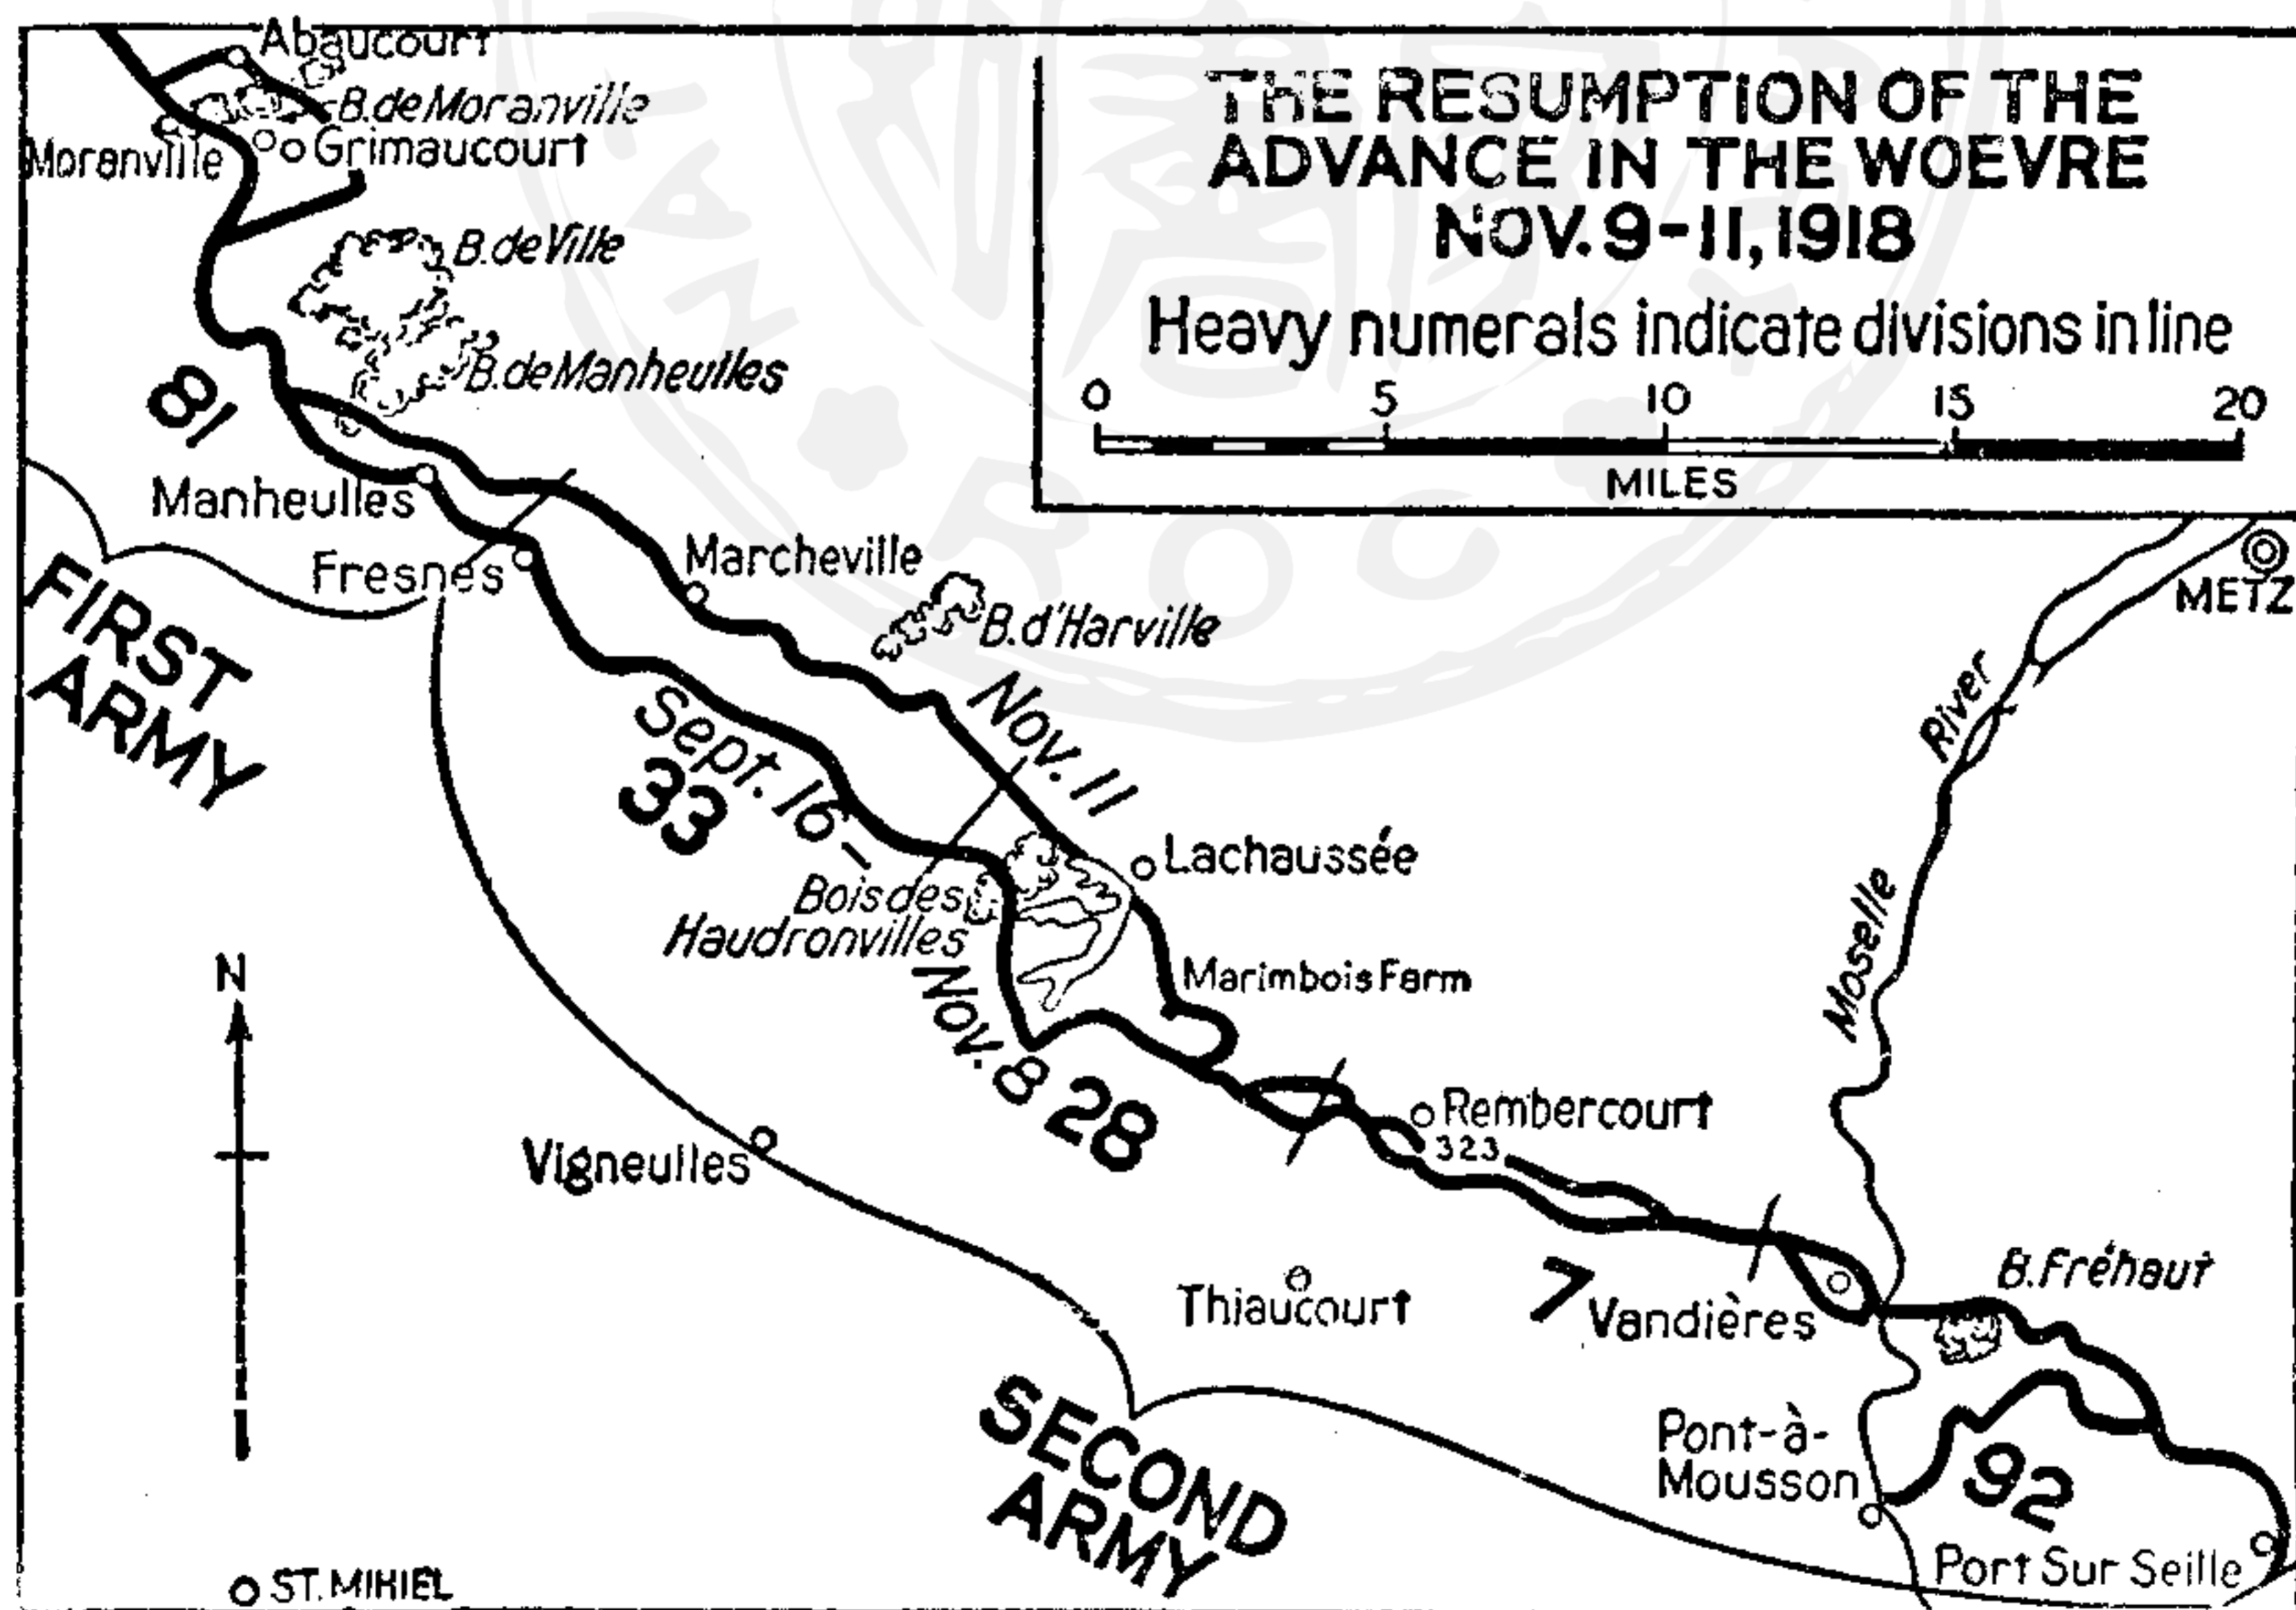 THE RESUMPTION OF THE
ADVANCE IN THE WOEVRE
NOV. 9-11, 1918
Heavy numerals indicate divisions in line
0 5 10 15 20
MILES
Abaucourt
B. de Moranville
Moranville
Grimaucourt
B. de Ville
B. de Manheulles
81
Manheulles
Fresnes
Marcheville
B. d'Harville
METZ
FIRST
ARMY
Sept. 16
33
Nov. 11
River
Moselle
Lachaussée
Bois des
Haudronvilles
Marimbois Farm
N
Nov. 8
28
Rembercourt
323
Vigneulles
Thiaucourt
7
Vandières
B. Fréhaut
SECOND
ARMY
Pont-à-
Mousson
92
Port Sur Seille
ST. MIHIEL
R O C